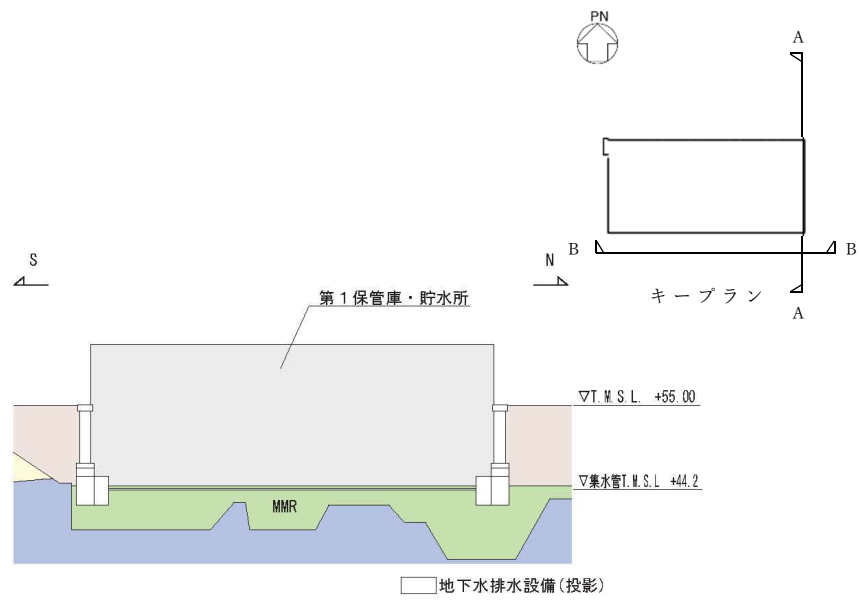 PN
A
B
B
キープラン
A
S
N
第1保管庫・貯水所
▽T.M.S.L. +55.00
▽集水管T.M.S.L +44.2
MMR
地下水排水設備(投影)